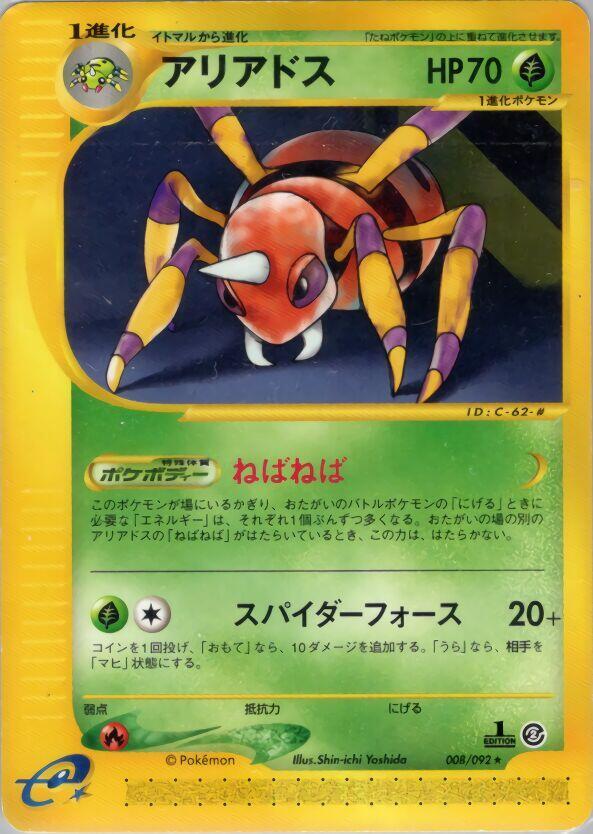 1進化
イトマルから進化
「たねポケモン」の上に重ねて進化させます。
アリアドス
HP70
1進化ポケモン
ID:C-62-#
特殊体質
ポケボディー
ねばねば
このポケモンが場にいるかぎり、おたがいのバトルポケモンの「にげる」ときに
必要な「エネルギー」は、それぞれ1個ぶんずつ多くなる。おたがいの場の別の
アリアドスの「ねばねば」がはたらいているとき、この力は、はたらかない。
スパイダーフォース 20+
コインを1回投げ、「おもて」なら、10ダメージを追加する。「うら」なら、相手を
「マヒ」状態にする。
弱点 抵抗力 にげる
1
EDITION
©Pokémon
Illus.Shin-ichi Yoshida
008/092★
e